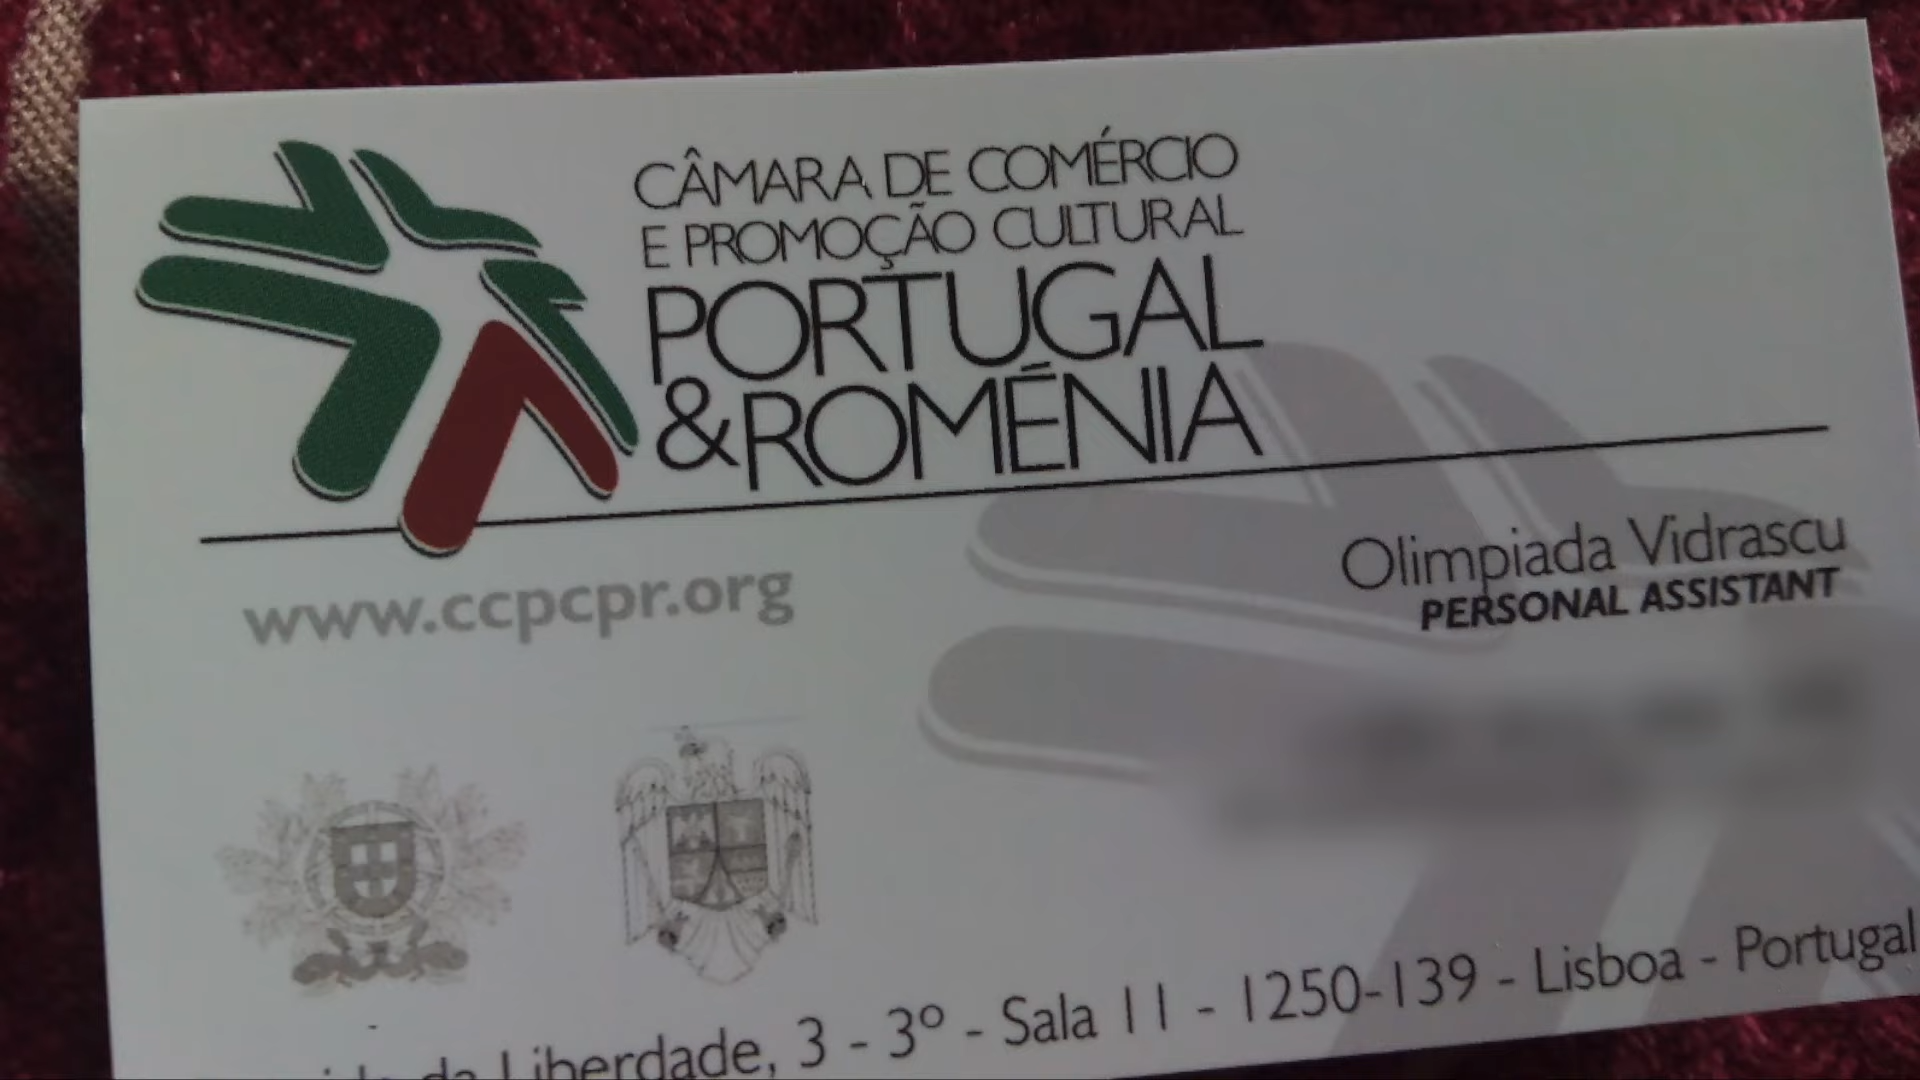 CÂMARA DE COMÉRCIO
E PROMOÇÃO CULTURAL
PORTUGAL
&ROMÉNIA
www.ccpcpr.org
Olimpiada Vidrascu
PERSONAL ASSISTANT
da Liberdade, 3 - 3º - Sala 11 - 1250-139 - Lisboa - Portugal